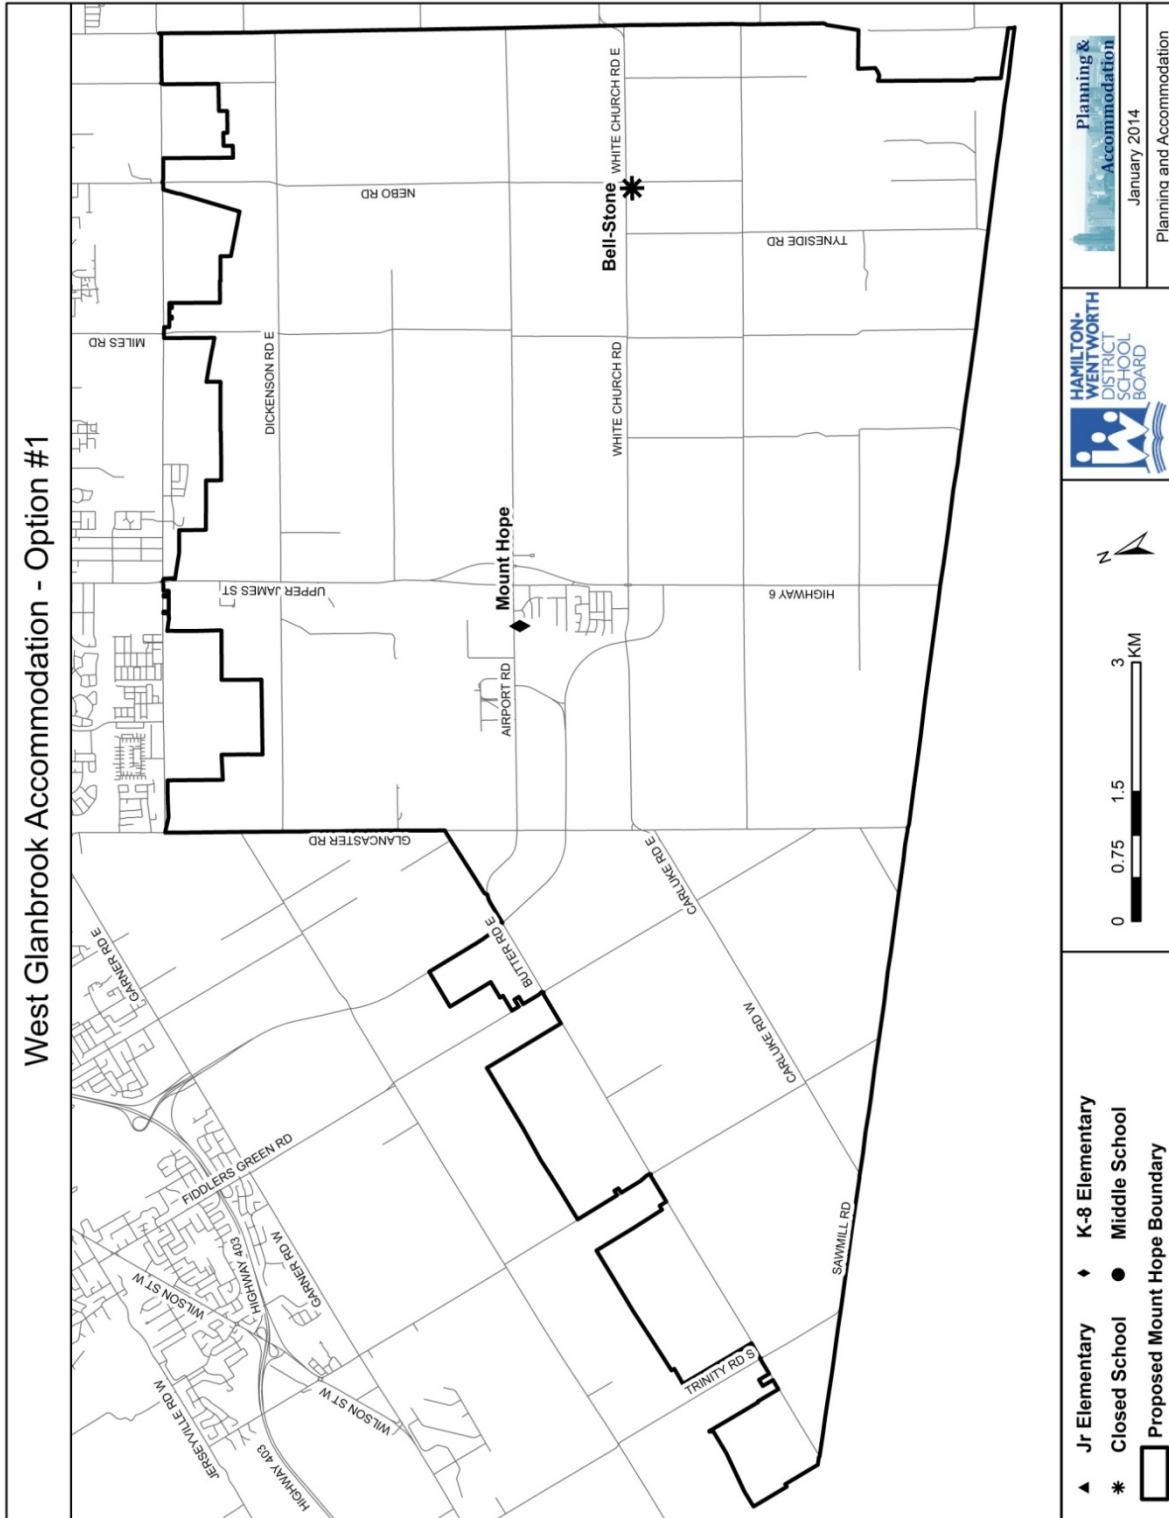 West Glanbrook Accommodation - Option #1
JERSEYVILLE RD W
HIGHWAY 403
WILSON ST W
WILSON ST W
HIGHWAY 403
FIDDLERS GREEN RD
GARNER RD W
GARNER RD E
GLANCASTER RD
UPPER JAMES ST
MILES RD
DICKENSON RD E
NEBO RD
TRINITY RD S
BUTTER RD E
AIRPORT RD
Mount Hope
CARLUKE RD E
CARLUKE RD W
WHITE CHURCH RD
Bell-Stone
WHITE CHURCH RD E
SAWMILL RD
HIGHWAY 6
TYNESIDE RD
Jr Elementary
K-8 Elementary
Closed School
Middle School
Proposed Mount Hope Boundary
0 0.75 1.5 3
KM
N
HAMILTON-
WENTWORTH
DISTRICT
SCHOOL
BOARD
Planning &
Accommodation
January 2014
Planning and Accommodation